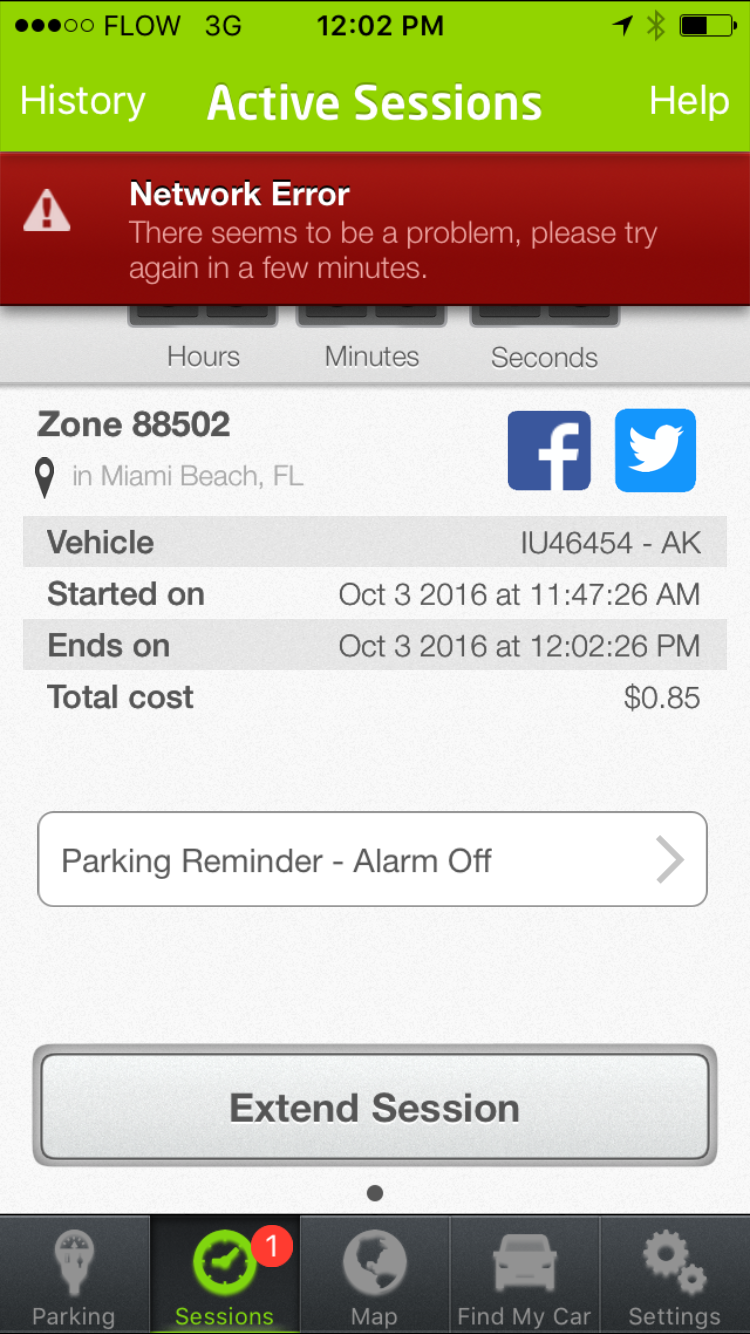 FLOW 3G 12:02 PM
History Active Sessions Help
Network Error
There seems to be a problem, please try
again in a few minutes.
Hours Minutes Seconds
Zone 88502
in Miami Beach, FL
Vehicle IU46454 - AK
Started on Oct 3 2016 at 11:47:26 AM
Ends on Oct 3 2016 at 12:02:26 PM
Total cost $0.85
Parking Reminder - Alarm Off
Extend Session
1
Parking Sessions Map Find My Car Settings